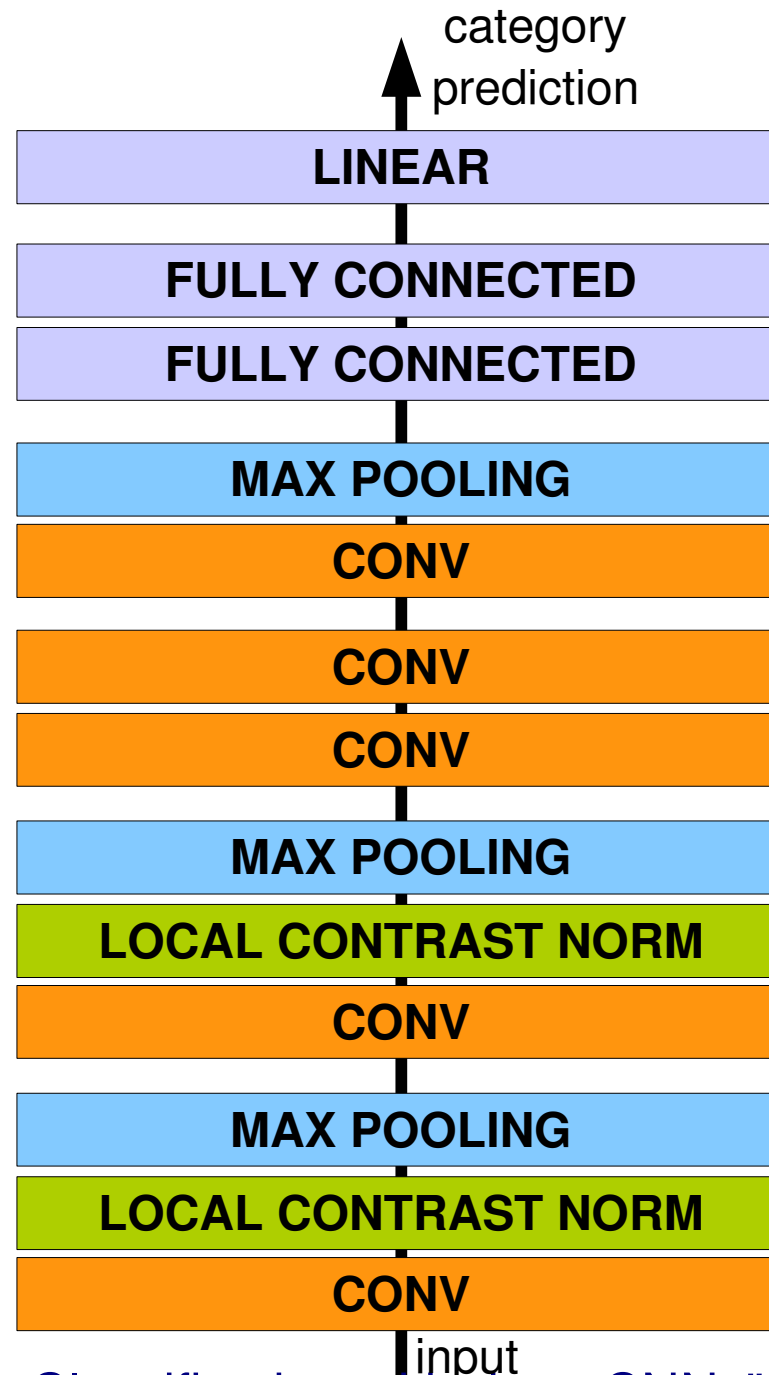 category
prediction
LINEAR
FULLY CONNECTED
FULLY CONNECTED
MAX POOLING
CONV
CONV
CONV
MAX POOLING
LOCAL CONTRAST NORM
CONV
MAX POOLING
LOCAL CONTRAST NORM
CONV
input